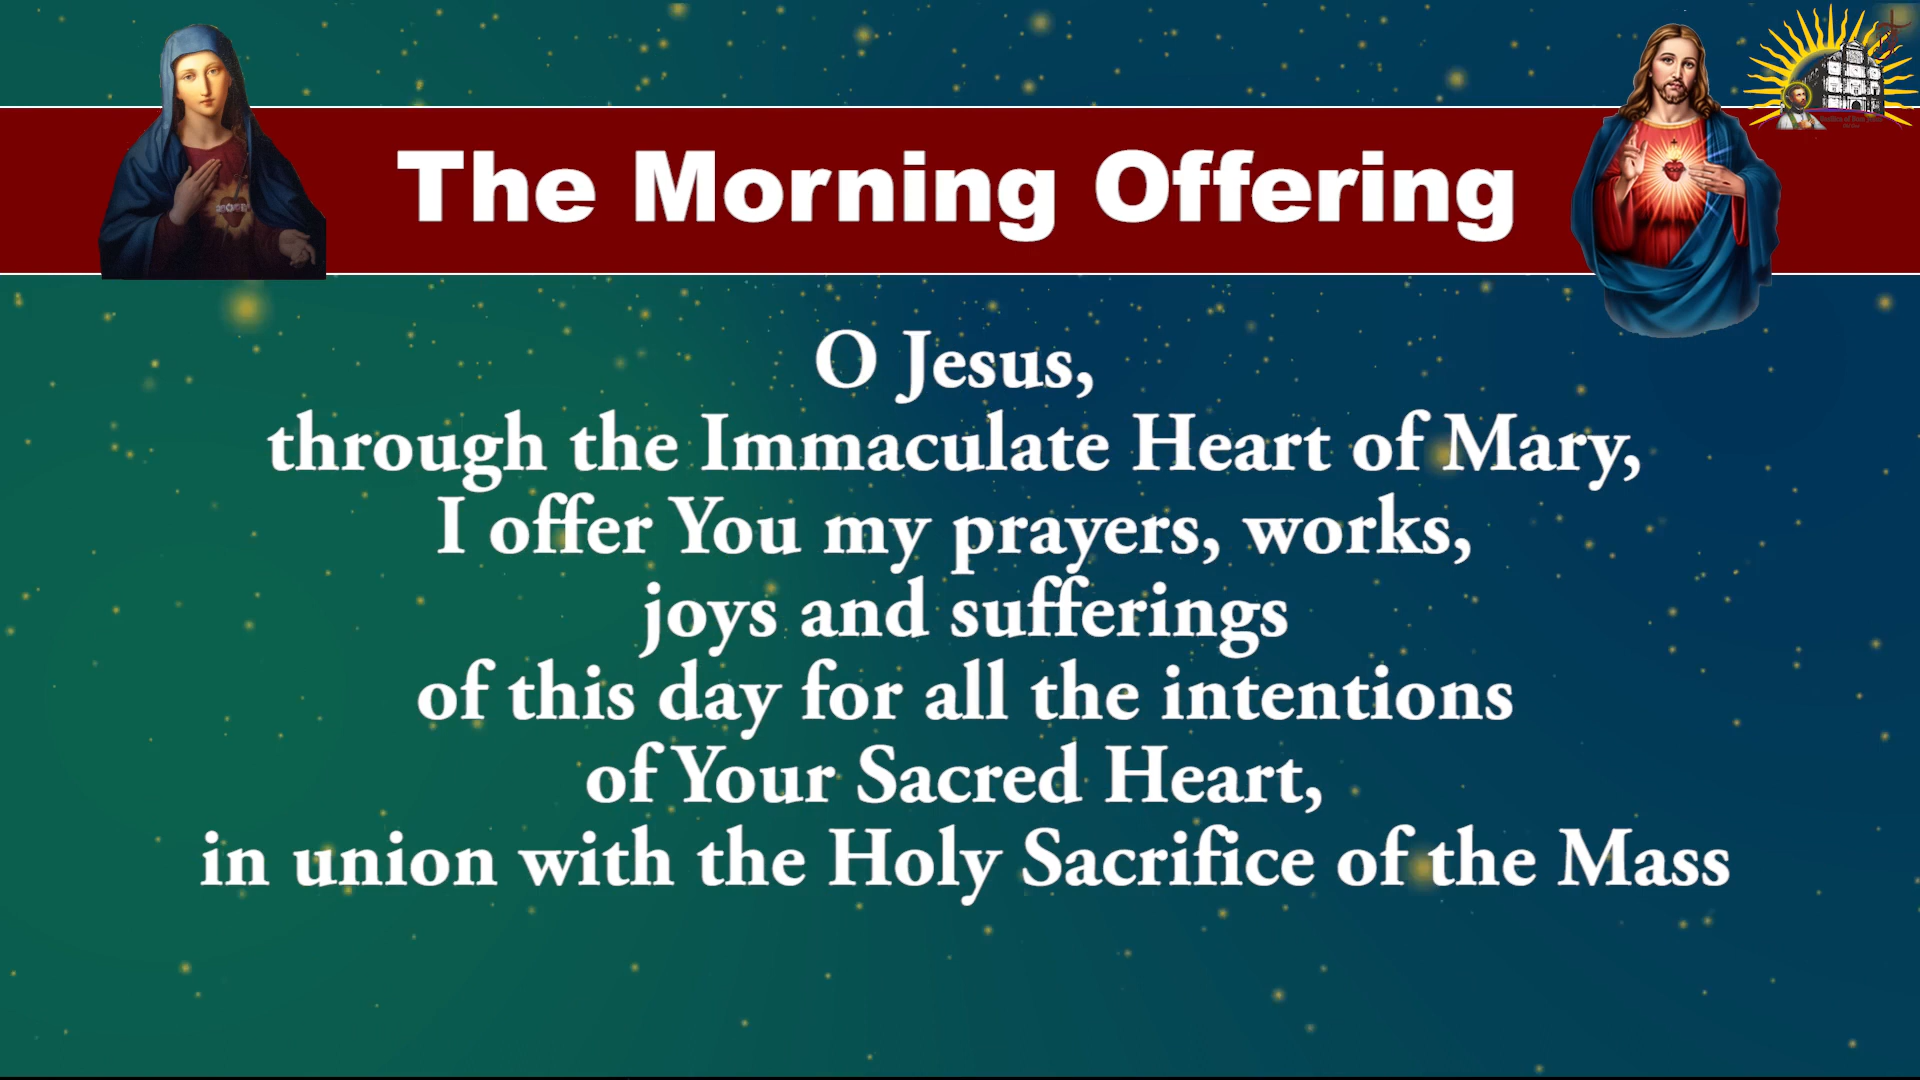 The Morning Offering
O Jesus,
through the Immaculate Heart of Mary,
I offer You my prayers, works,
joys and sufferings
of this day for all the intentions
of Your Sacred Heart,
in union with the Holy Sacrifice of the Mass